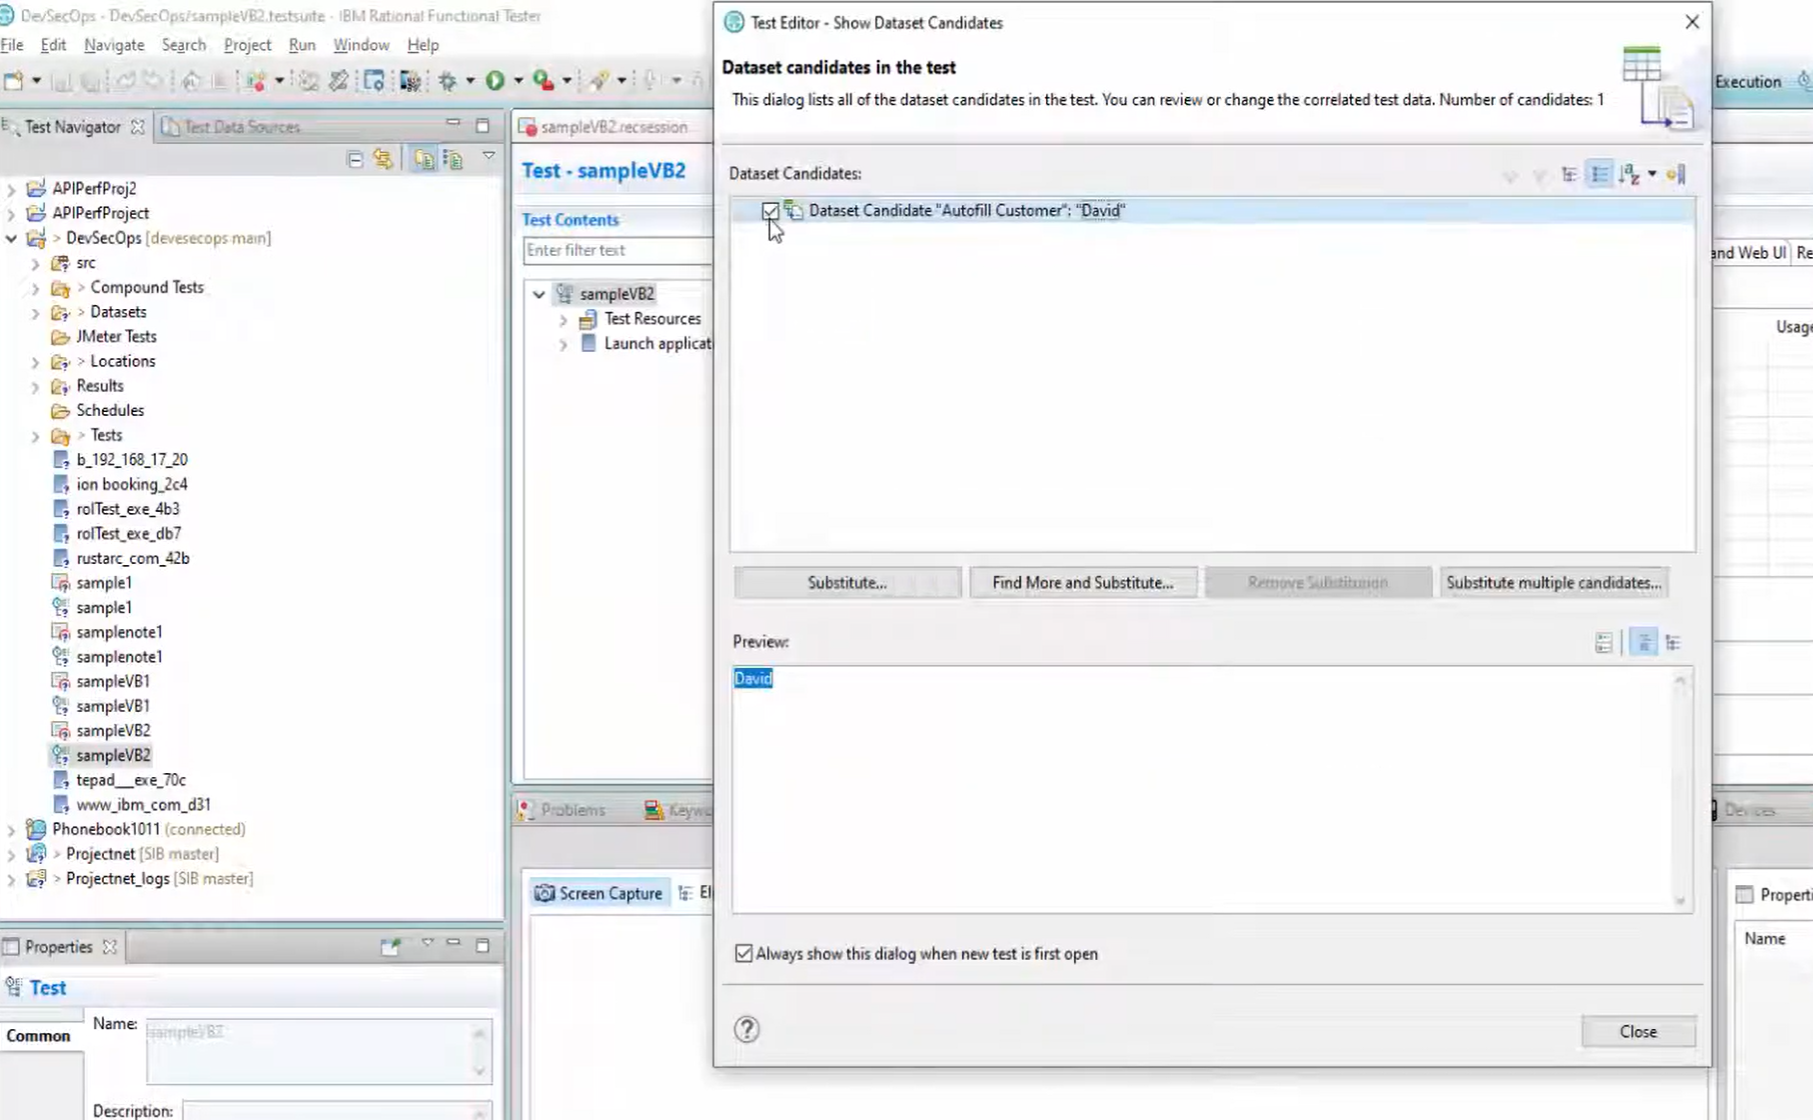 DevSecOps - DevSecOps/sampleVB2.testsuite - IBM Rational Functional Tester
File Edit Navigate Search Project Run Window Help
Test Navigator
Test Data Sources
APIPerfProj2
APIPerfProject
> DevSecOps [devesecops main]
src
> Compound Tests
> Datasets
JMeter Tests
> Locations
Results
Schedules
> Tests
b_192_168_17_20
ion booking_2c4
rolTest_exe_4b3
rolTest_exe_db7
rustarc_com_42b
sample1
sample1
samplenote1
samplenote1
sampleVB1
sampleVB1
sampleVB2
sampleVB2
tepad__exe_70c
www_ibm_com_d31
Phonebook1011 (connected)
> Projectnet [SIB master]
> Projectnet_logs [SIB master]
Properties
Test
Common
Name:
sampleVB2
Description:
sampleVB2.recsession
Test - sampleVB2
Test Contents
Enter filter text
sampleVB2
Test Resources
Launch applicat
Problems
Keywo
Screen Capture
El
Test Editor - Show Dataset Candidates
Dataset candidates in the test
This dialog lists all of the dataset candidates in the test. You can review or change the correlated test data. Number of candidates: 1
Dataset Candidates:
Dataset Candidate "Autofill Customer": "David"
Substitute...
Find More and Substitute...
Remove Substitution
Substitute multiple candidates...
Preview:
David
Always show this dialog when new test is first open
Close
Execution
and Web UI
Re
Usage
Devices
Properti
Name